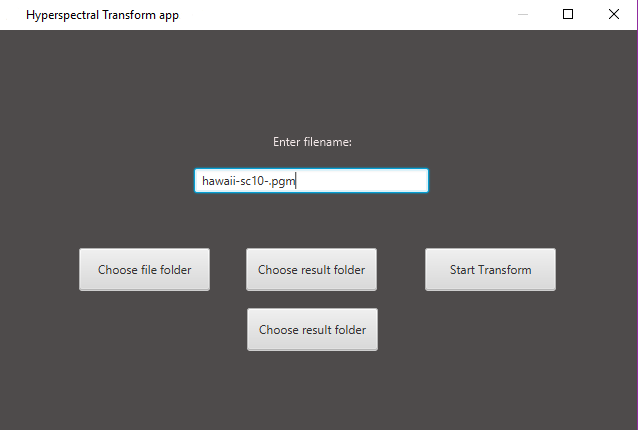 Hyperspectral Transform app
Enter filename:
hawaii-sc10-.pgm
Choose file folder
Choose result folder
Start Transform
Choose result folder